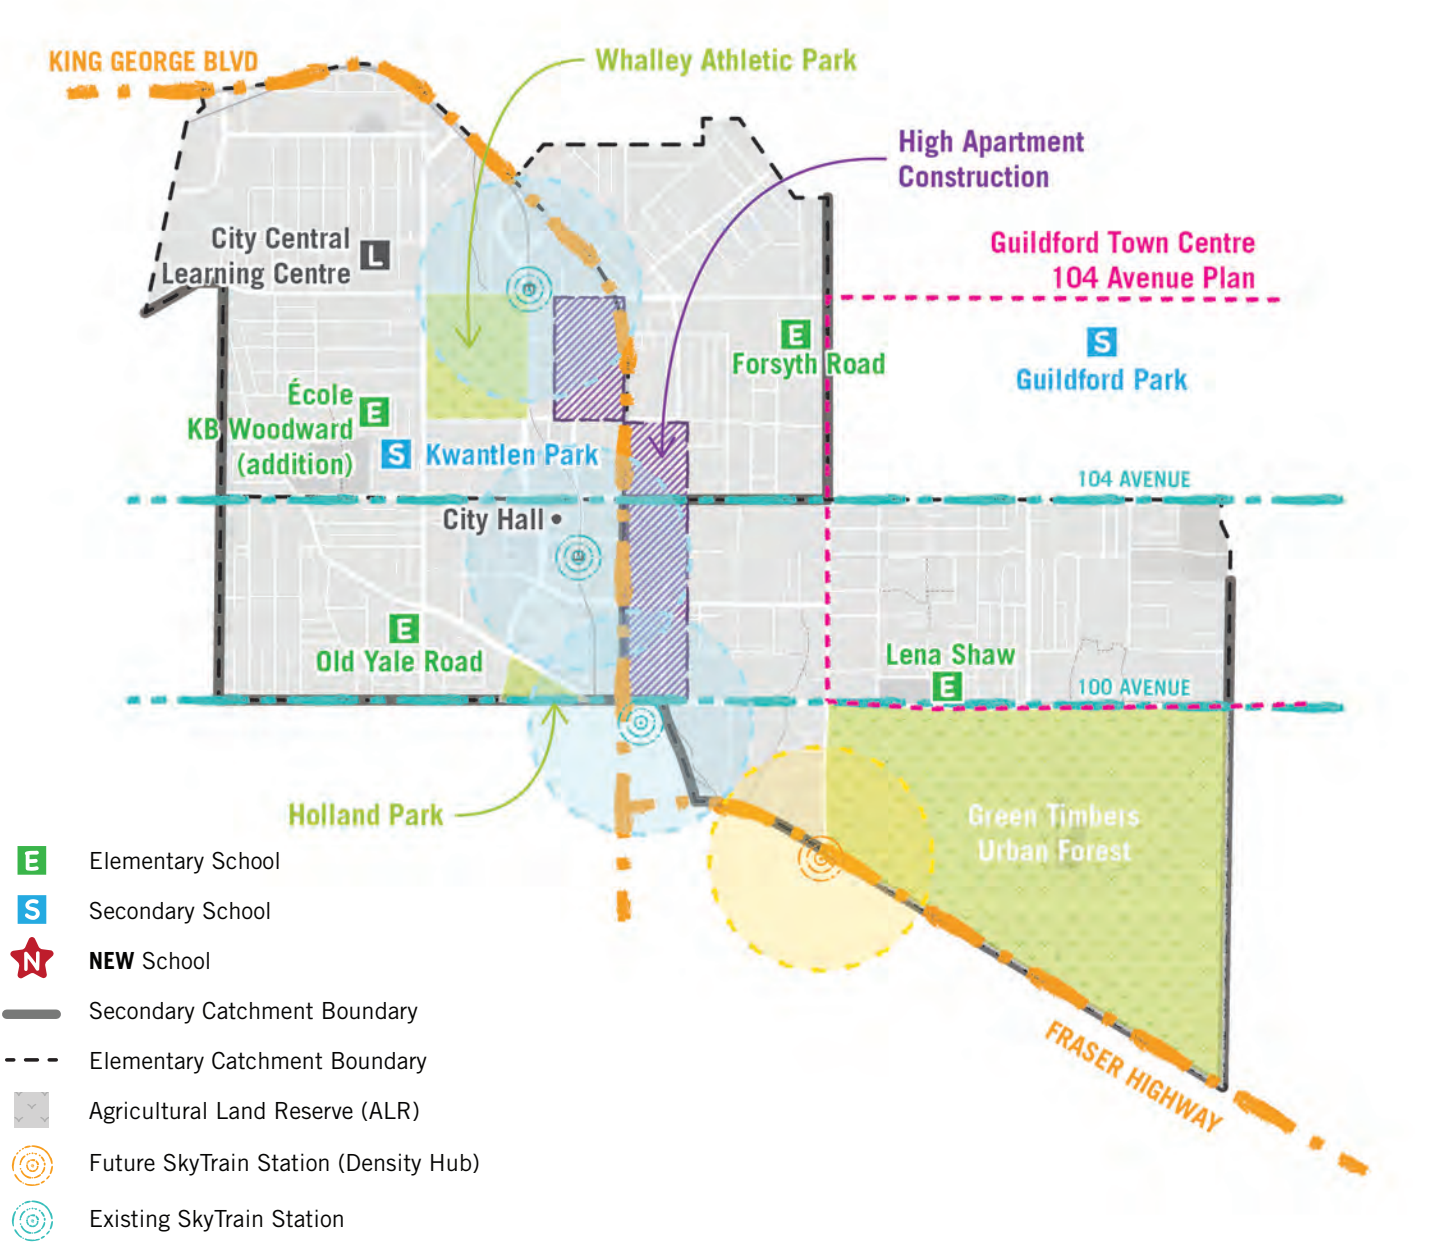 KING GEORGE BLVD
Whalley Athletic Park
High Apartment
Construction
City Central
Learning Centre
L
Guildford Town Centre
104 Avenue Plan
E
Forsyth Road
S
Guildford Park
École
KB Woodward
(addition)
E
S
Kwantlen Park
104 AVENUE
City Hall
E
Old Yale Road
Lena Shaw
E
100 AVENUE
Holland Park
Green Timbers
Urban Forest
FRASER HIGHWAY
E
Elementary School
S
Secondary School
N
NEW School
Secondary Catchment Boundary
Elementary Catchment Boundary
Agricultural Land Reserve (ALR)
Future SkyTrain Station (Density Hub)
Existing SkyTrain Station